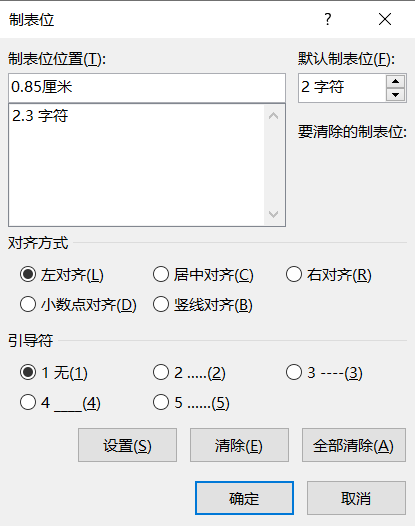 制表位
?
制表位位置(T):
默认制表位(F):
0.85厘米
2 字符
2.3 字符
要清除的制表位:
对齐方式
左对齐(L) 居中对齐(C) 右对齐(R)
小数点对齐(D) 竖线对齐(B)
引导符
1 无(1) 2 .....(2) 3 ----(3)
4 ____(4) 5 ......(5)
设置(S) 清除(E) 全部清除(A)
确定 取消